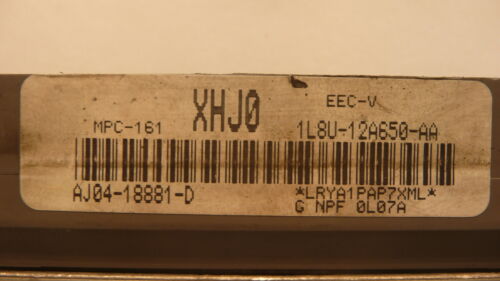 XHJ0 EEC-V
MPC-161 1L8U-12A650-AA
AJ04-18881-D *LRYA1PAP7XML*
G NPF 0L07A